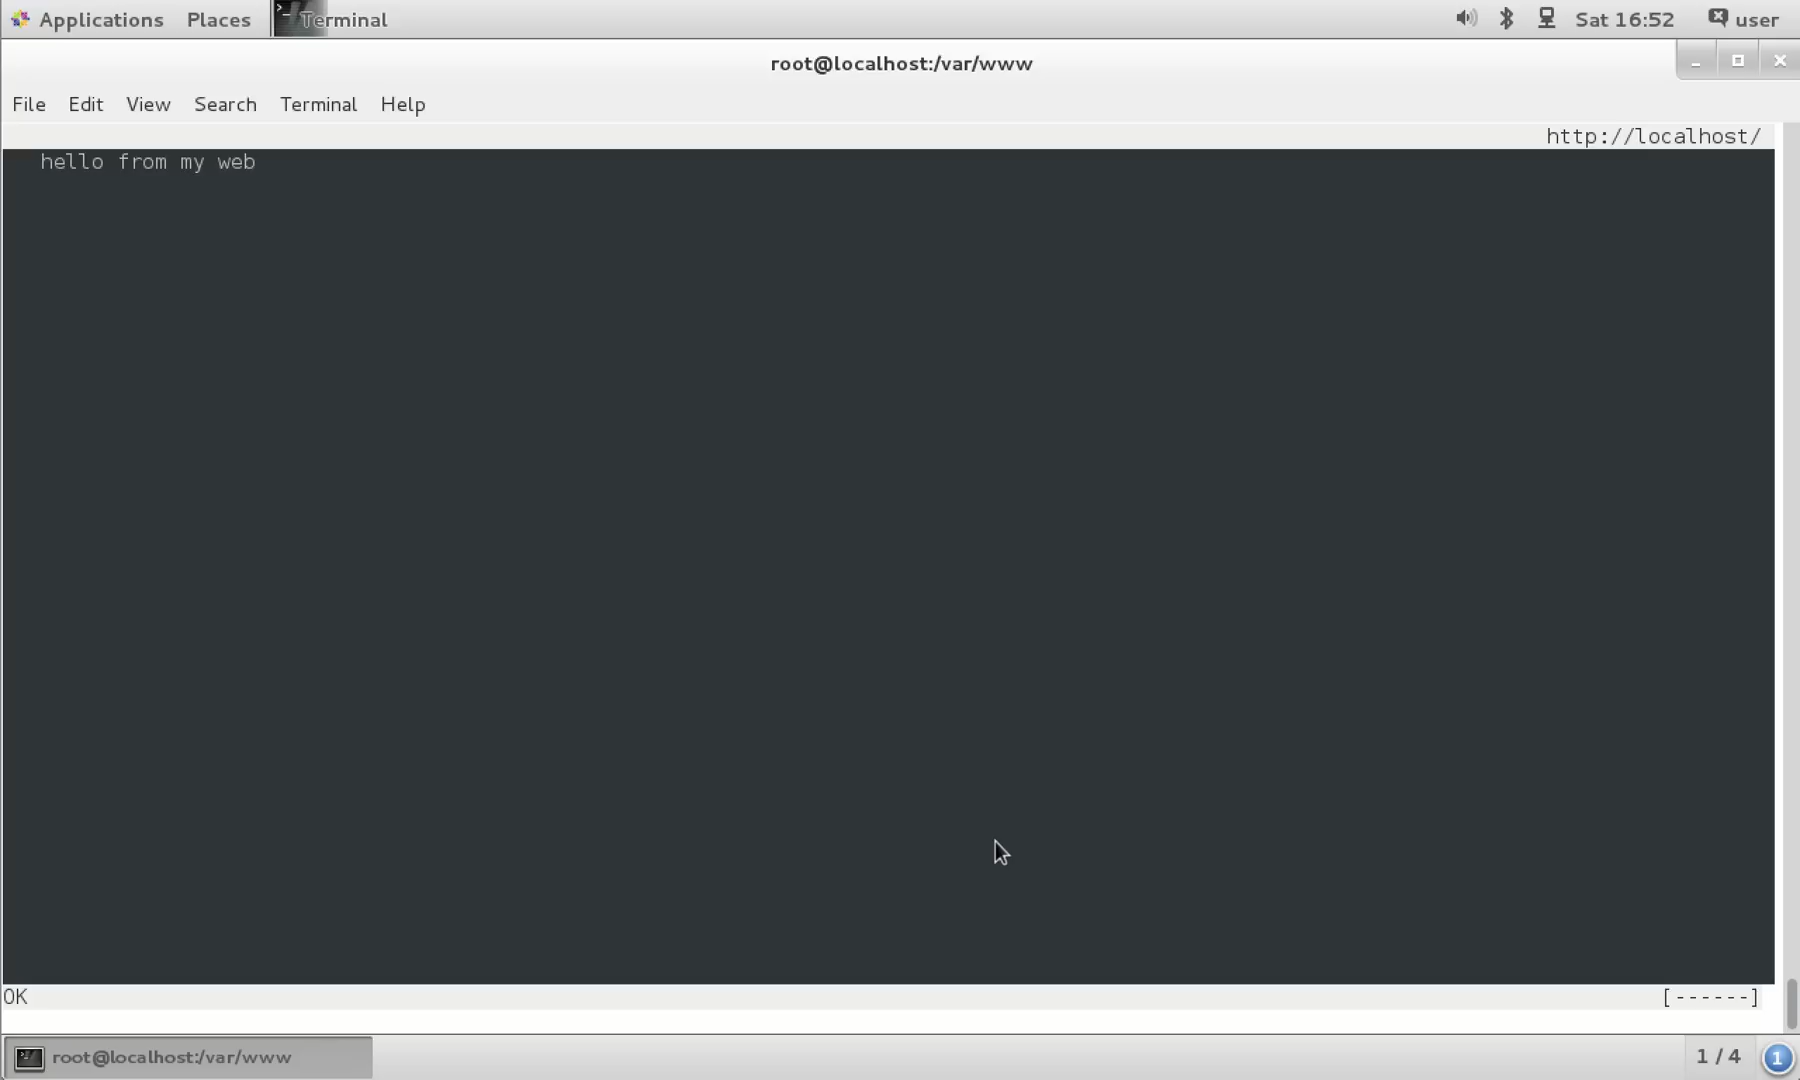 Applications Places Terminal Sat 16:52 user
root@localhost:/var/www
File Edit View Search Terminal Help
http://localhost/
hello from my web
OK [------]
root@localhost:/var/www 1 / 4 1